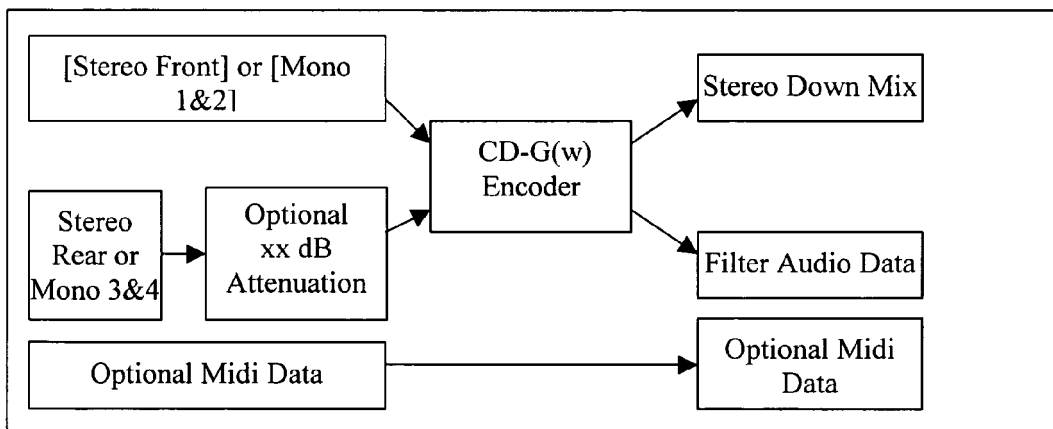 [Stereo Front] or [Mono
1&2]
Stereo Down Mix
CD-G(w)
Encoder
Stereo
Rear or
Mono 3&4
Optional
xx dB
Attenuation
Filter Audio Data
Optional Midi Data
Optional Midi
Data